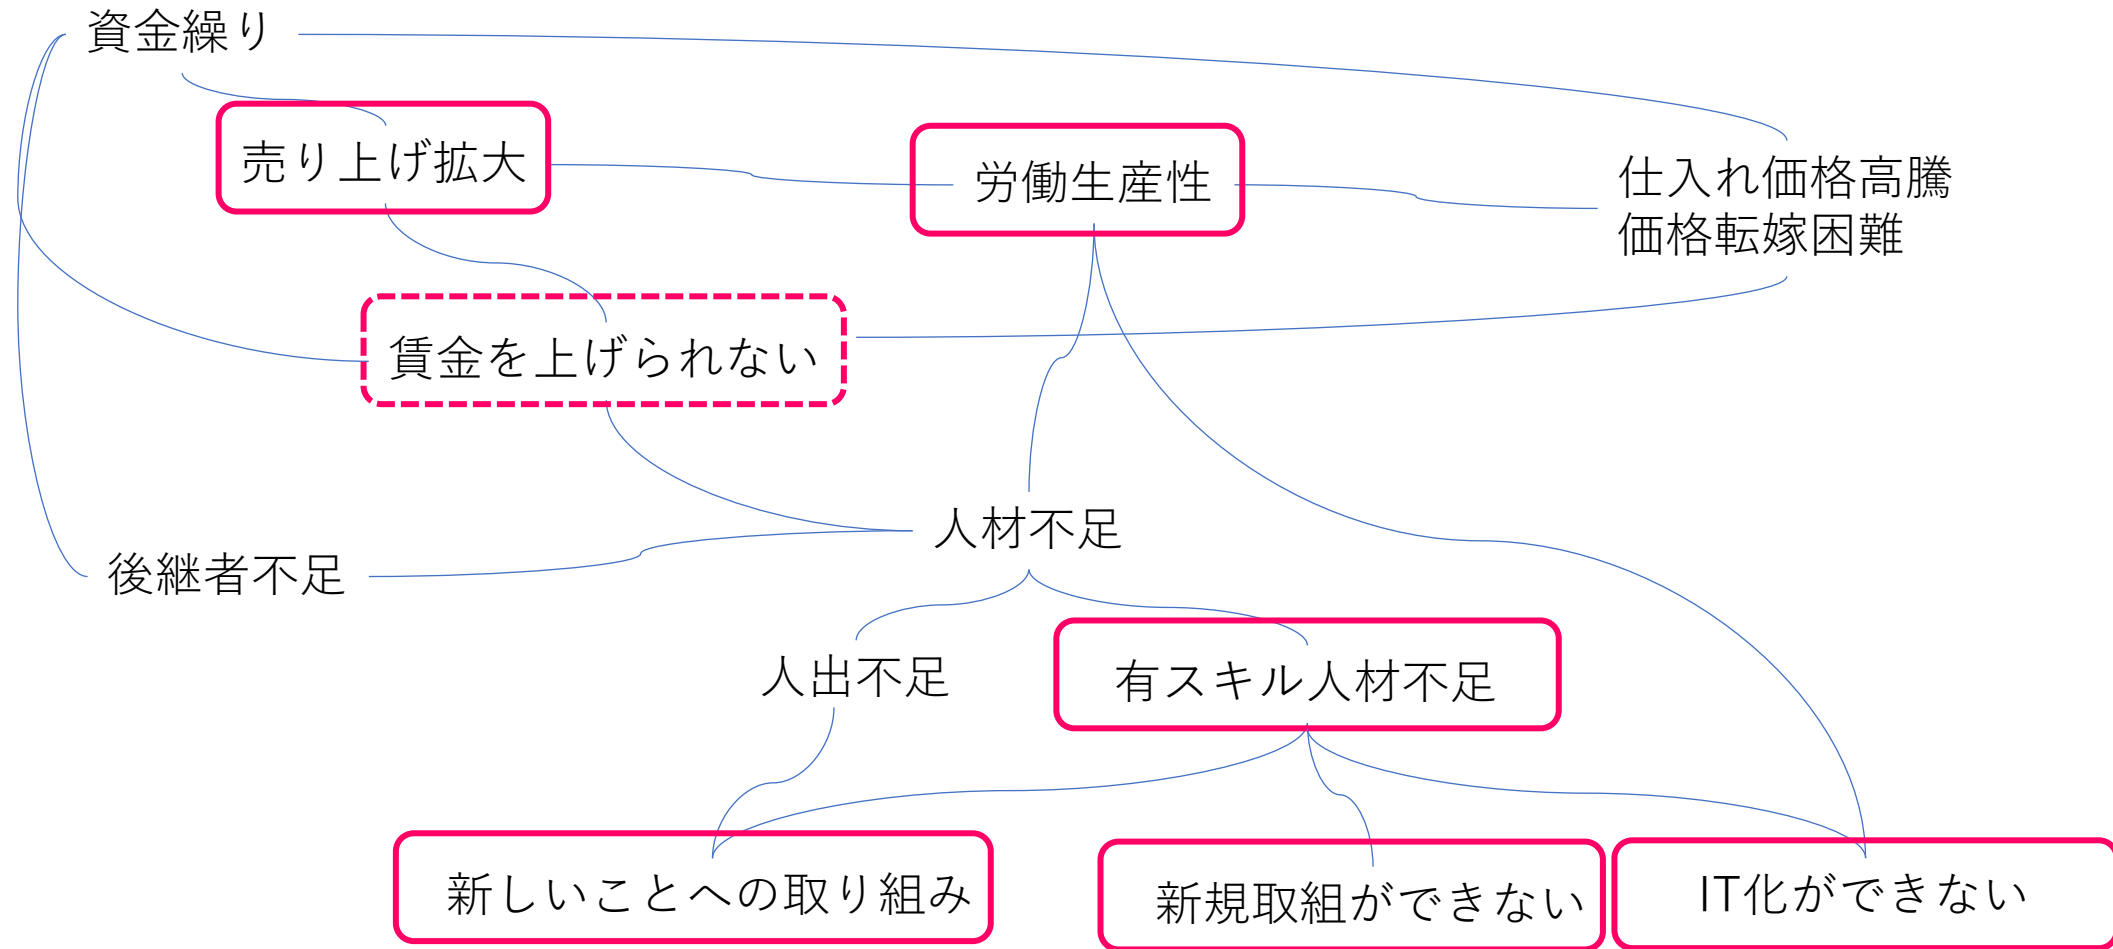 資金繰り
売り上げ拡大
労働生産性
仕入れ価格高騰
価格転嫁困難
賃金を上げられない
人材不足
後継者不足
人出不足
有スキル人材不足
新しいことへの取り組み
新規取組ができない
IT化ができない